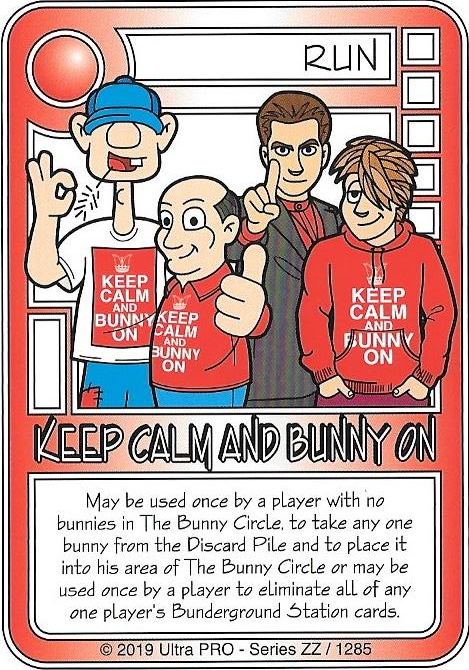 RUN
KEEP
CALM
AND
BUNNY
ON
KEEP
CALM
AND
BUNNY
ON
KEEP
CALM
AND
BUNNY
ON
KEEP CALM AND BUNNY ON
May be used once by a player with no
bunnies in The Bunny Circle, to take any one
bunny from the Discard Pile and to place it
into his area of The Bunny Circle or may be
used once by a player to eliminate all of any
one player's Bunderground Station cards.
© 2019 Ultra PRO - Series ZZ / 1285